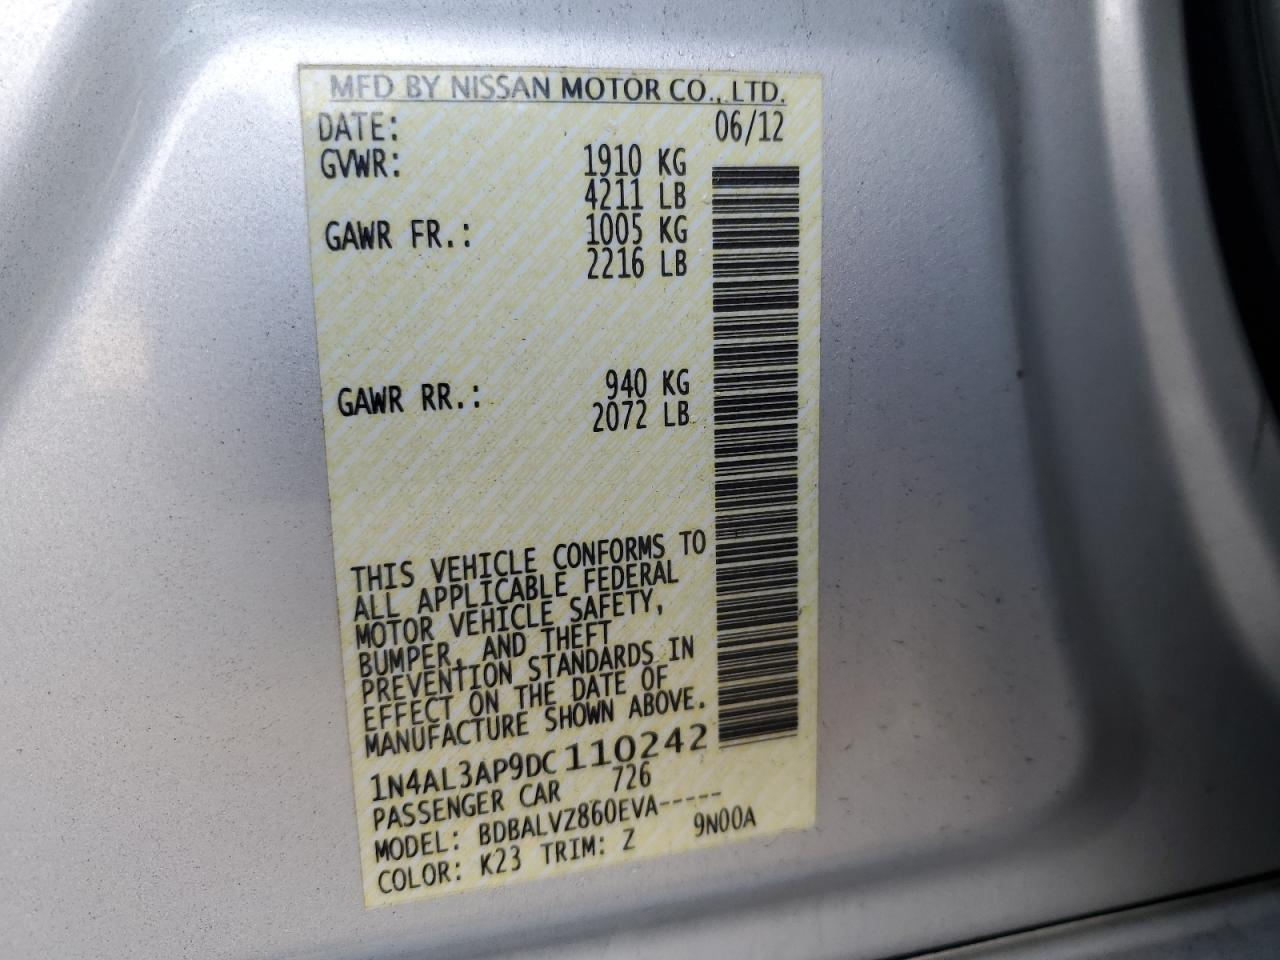 MFD BY NISSAN MOTOR CO., LTD.
DATE: 06/12
GVWR: 1910 KG
4211 LB
GAWR FR.: 1005 KG
2216 LB
GAWR RR.: 940 KG
2072 LB
THIS VEHICLE CONFORMS TO
ALL APPLICABLE FEDERAL
MOTOR VEHICLE SAFETY,
BUMPER, AND THEFT
PREVENTION STANDARDS IN
EFFECT ON THE DATE OF
MANUFACTURE SHOWN ABOVE.
1N4AL3AP9DC110242
PASSENGER CAR 726
MODEL: BDBALVZ860EVA-----
COLOR: K23 TRIM: Z 9N00A